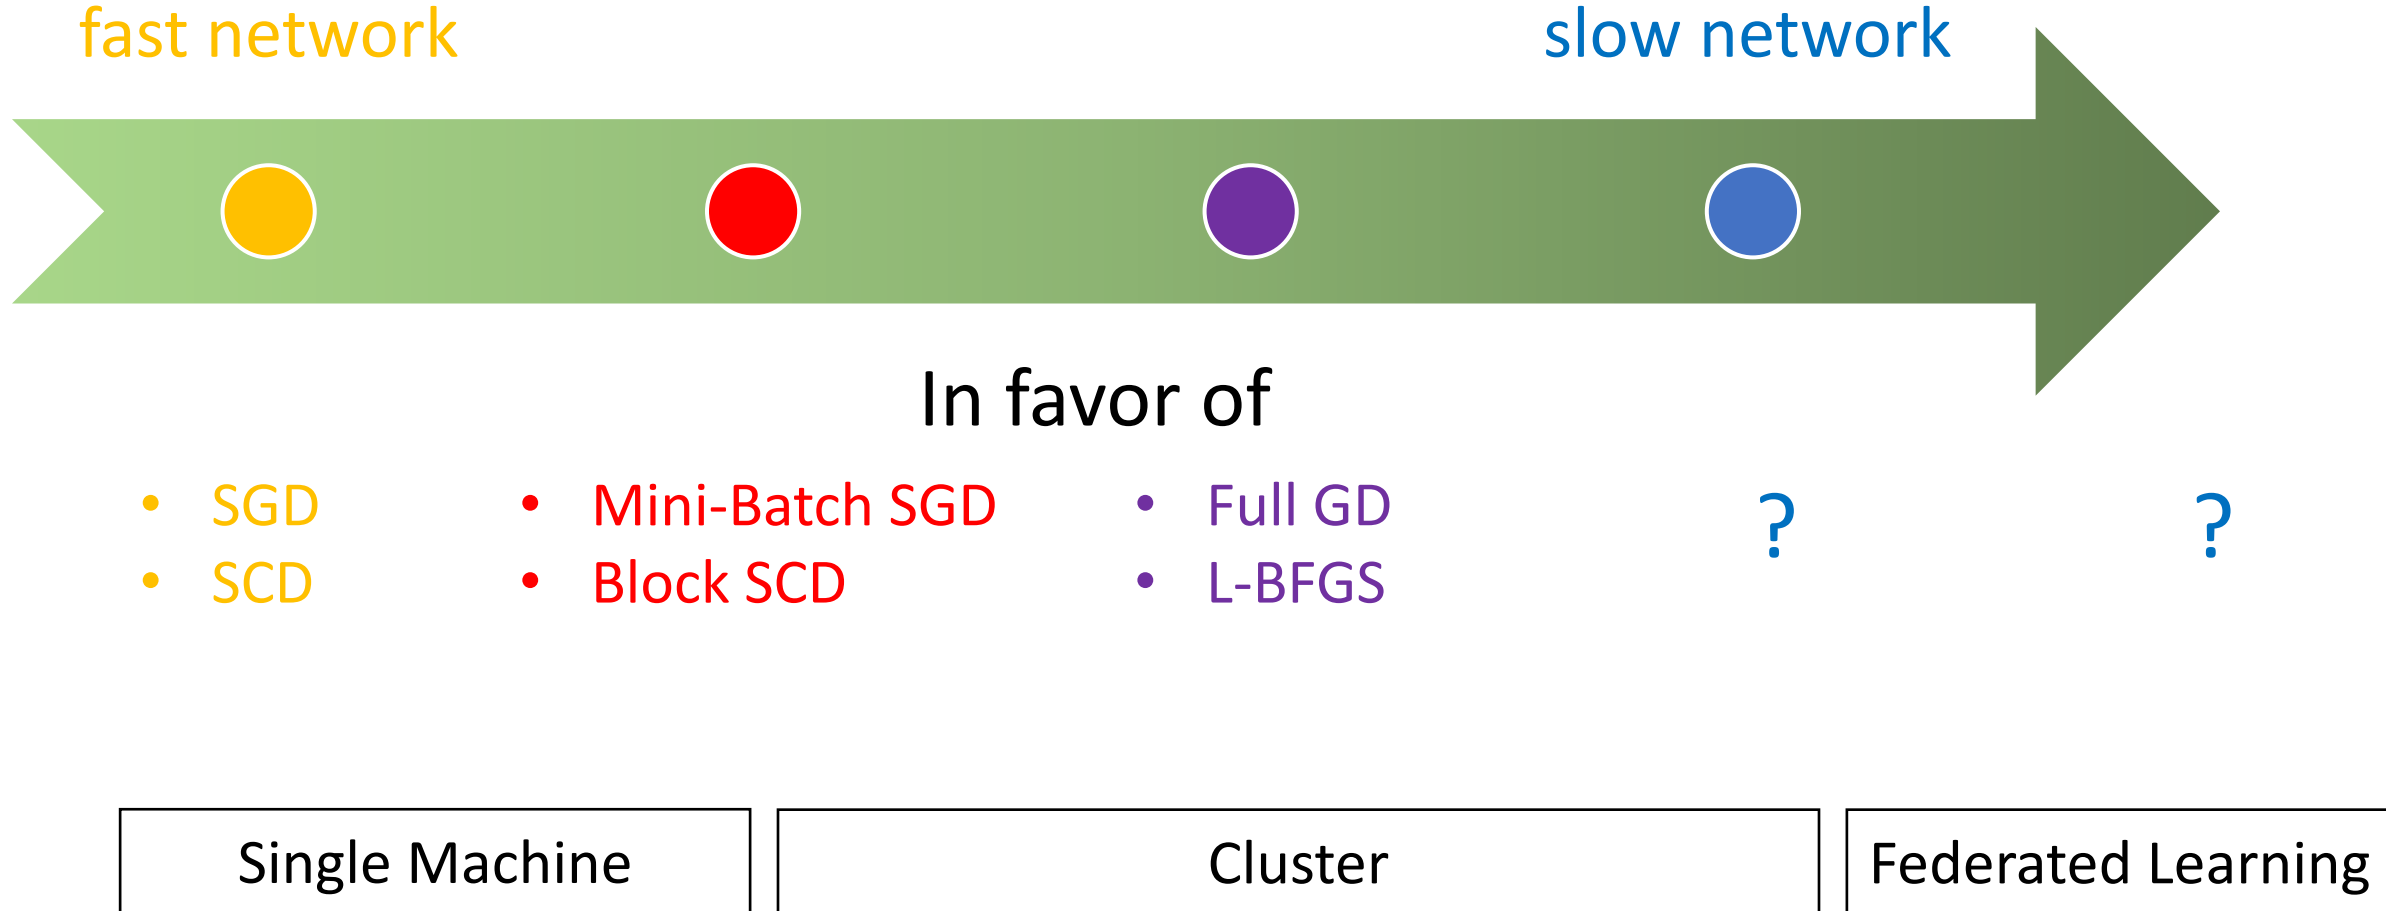 fast network
slow network
In favor of
• SGD
• SCD
• Mini-Batch SGD
• Block SCD
• Full GD
• L-BFGS
?
?
Single Machine
Cluster
Federated Learning